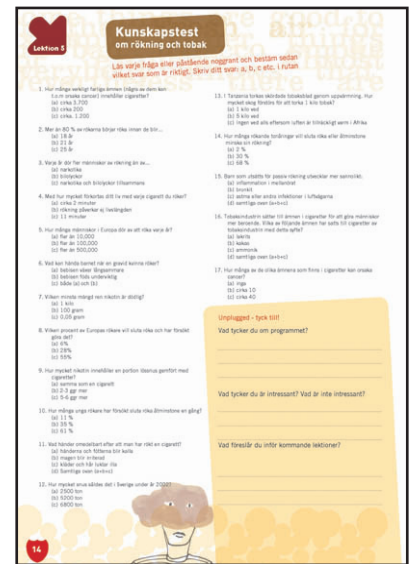 Lektion 5
Kunskapstest
om rökning och tobak
Läs varje fråga eller påstående noggrant och bestäm sedan
vilket svar som är riktigt. Skriv ditt svar: a, b, c etc. i rutan
1. Hur många verkligt farliga ämnen (några av dem kan
t.o.m orsaka cancer) innehåller cigaretter?
(a) cirka 3.700
(b) cirka 200
(c) cirka. 1.200
2. Mer än 80 % av rökarna börjar röka innan de blir...
(a) 18 år
(b) 21 år
(c) 25 år
3. Varje år dör fler människor av rökning än av...
(a) narkotika
(b) bilolyckor
(c) narkotika och bilolyckor tillsammans
4. Med hur mycket förkortas ditt liv med varje cigarett du röker?
(a) cirka 2 minuter
(b) rökning påverkar ej livslängden
(c) 11 minuter
5. Hur många människor i Europa dör av att röka varje år?
(a) fler än 10,000
(b) fler än 100,000
(c) fler än 500,000
6. Vad kan hända barnet när en gravid kvinna röker?
(a) bebisen växer långsammare
(b) bebisen föds undervikti​g
(c) både (a) och (b)
7. Vilken minsta mängd ren nikotin är dödlig?
(a) 1 kilo
(b) 100 gram
(c) 0,05 gram
8. Vilken procent av Europas rökare vill sluta röka och har försökt
göra det?
(a) 6%
(b) 28%
(c) 55%
9. Hur mycket nikotin innehåller en portion lössnus jämfört med
cigaretter?
(a) samma som en cigarett
(b) 2-3 ggr mer
(c) 5-6 ggr mer
10. Hur många unga rökare har försökt sluta röka åtminstone en gång?
(a) 11 %
(b) 35 %
(c) 61 %
11. Vad händer omedelbart efter att man har rökt en cigarett?
(a) händerna och fötterna blir kalla
(b) magen blir irriterad
(c) kläder och hår luktar illa
(d) Samtliga ovan (a+b+c)
12. Hur mycket snus såldes det i Sverige under år 2000?
(a) 2500 ton
(b) 5200 ton
(c) 6800 ton
13. I Tanzania torkas skördade tobaksblad genom uppvärmning. Hur
mycket skog förstörs för att torka 1 kilo tobak?
(a) 1 kilo ved
(b) 5 kilo ved
(c) ingen ved alls eftersom luften är tillräckligt varm i Afrika
14. Hur många rökande tonåringar vill sluta röka eller åtminstone
minska sin rökning?
(a) 2 %
(b) 30 %
(c) 68 %
15. Barn som utsätts för passiv rökning utvecklar mer sannolikt:
(a) inflammation i mellanörat
(b) bronkit
(c) astma eller andra infektioner i luftvägarna
(d) samtliga ovan (a+b+c)
16. Tobaksindustrin sätter till ämnen i cigaretter för att göra människor
mer beroende. Vilka av följande ämnen har satts till cigaretter av
tobaksindustrin med detta syfte?
(a) lakrits
(b) kakao
(c) ammoniak
(d) samtliga ovan (a+b+c)
17. Hur många av de olika ämnena som finns i cigaretter kan orsaka
cancer?
(a) inga
(b) cirka 10
(c) cirka 40
Unplugged - tyck till!
Vad tycker du om programmet?
Vad tycker du är intressant? Vad är inte intressant?
Vad föreslår du inför kommande lektioner?
14